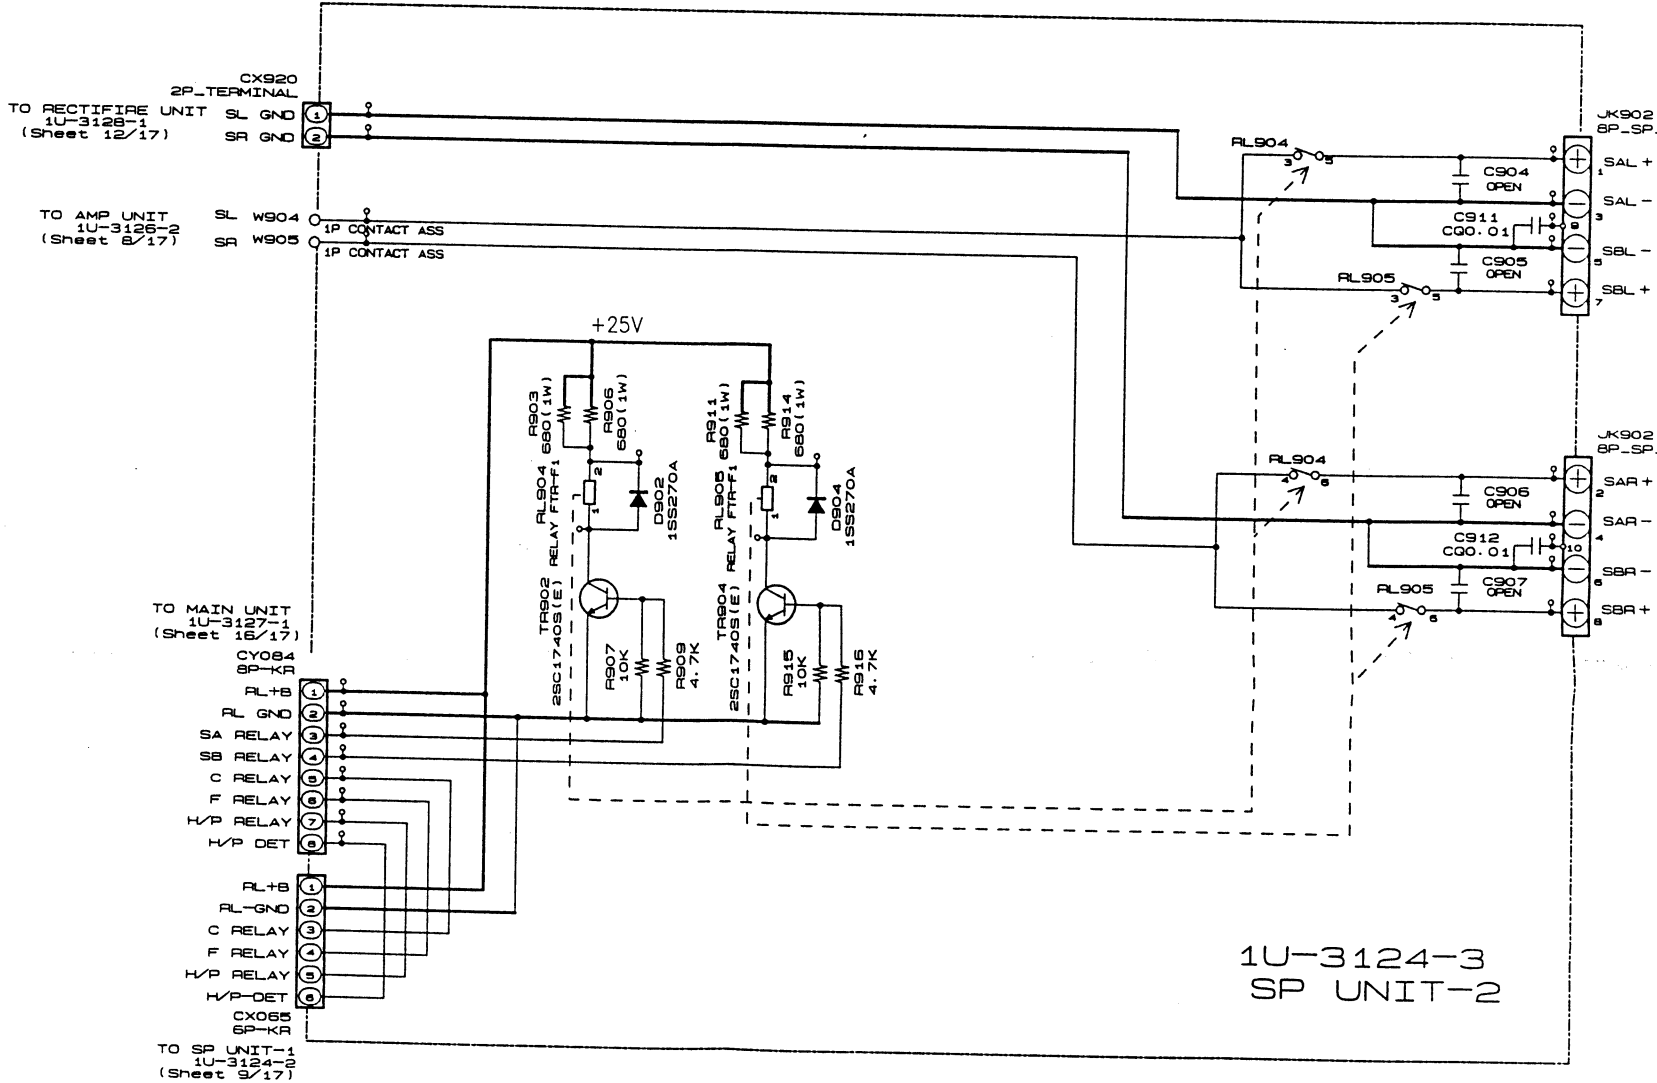 CX920
2P_TERMINAL
TO RECTIFIRE UNIT
1U-3128-1
(Sheet 12/17)
SL GND 1
SR GND 2
TO AMP UNIT
1U-3126-2
(Sheet 8/17)
SL W904
1P CONTACT ASS
SR W905
1P CONTACT ASS
JK902
8P_SP.
RL904
3 5
C904
OPEN
+ 1 SAL +
- 3 SAL -
C911
CQ0.01
9
C905
OPEN
- 5 SBL -
RL905
3 5
+ 7 SBL +
+25V
R903
680(1W)
R906
680(1W)
RL904
RELAY FTR-F1
2
1
D902
1SS270A
TR902
2SC1740S(E)
R907
10K
R909
4.7K
R911
680(1W)
R914
680(1W)
RL905
RELAY FTR-F1
2
1
D904
1SS270A
TR904
2SC1740S(E)
R915
10K
R916
4.7K
JK902
8P_SP.
RL904
4 6
C906
OPEN
+ 2 SAR +
- 4 SAR -
C912
CQ0.01
10
C907
OPEN
- 6 SBR -
RL905
4 6
+ 8 SBR +
TO MAIN UNIT
1U-3127-1
(Sheet 16/17)
CY084
8P-KR
RL+B 1
RL GND 2
SA RELAY 3
SB RELAY 4
C RELAY 5
F RELAY 6
H/P RELAY 7
H/P DET 8
RL+B 1
RL-GND 2
C RELAY 3
F RELAY 4
H/P RELAY 5
H/P-DET 6
CX065
6P-KR
TO SP UNIT-1
1U-3124-2
(Sheet 9/17)
1U-3124-3
SP UNIT-2